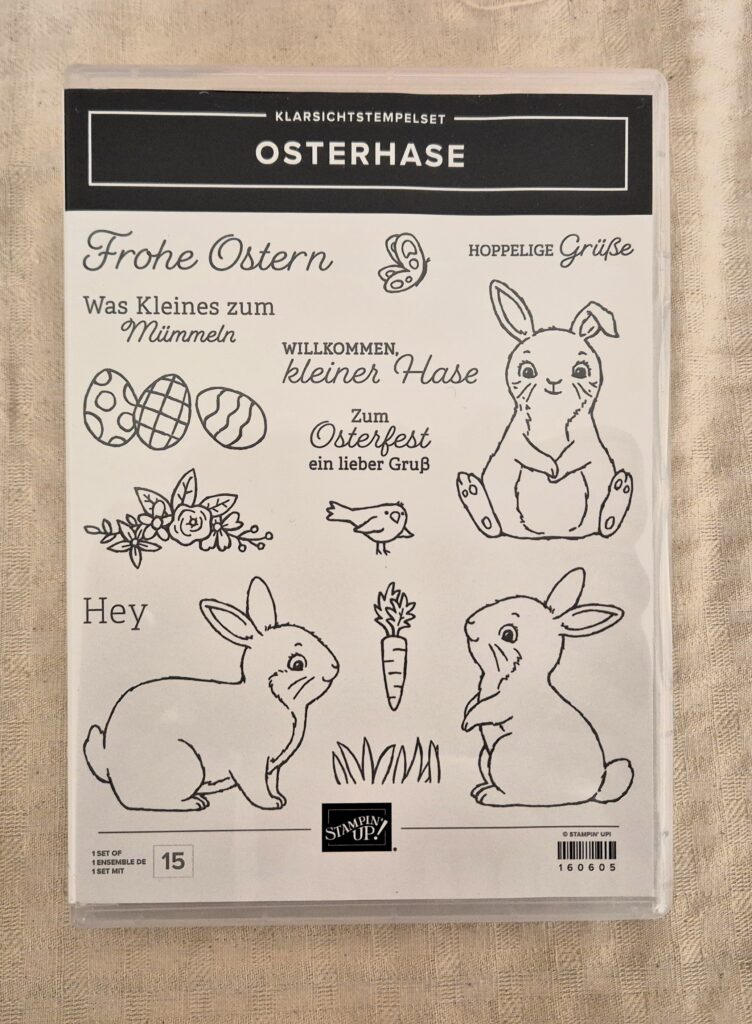 KLARSICHTSTEMPELSET
OSTERHASE
Frohe Ostern
HOPPELIGE Grüße
Was Kleines zum
Mümmeln
WILLKOMMEN,
kleiner Hase
Zum
Osterfest
ein lieber Gruß
Hey
STAMPIN'
UP!®
1 SET OF
1 ENSEMBLE DE
1 SET MIT
15
© STAMPIN' UP!
160605